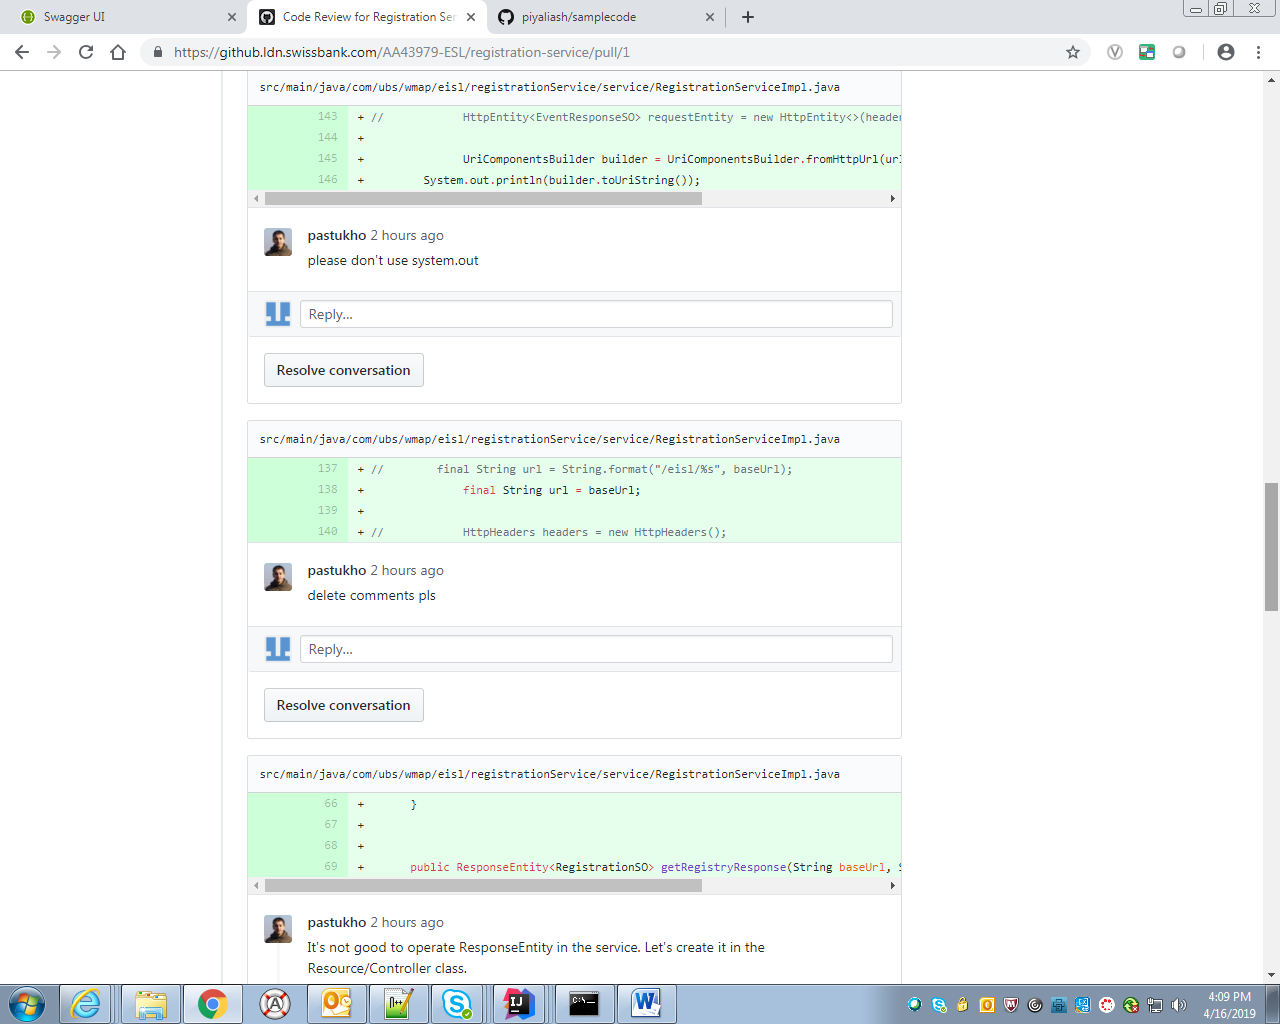 Swagger UI
Code Review for Registration Ser
piyaliash/samplecode
https://github.ldn.swissbank.com/AA43979-ESL/registration-service/pull/1
src/main/java/com/ubs/wmap/eisl/registrationService/service/RegistrationServiceImpl.java
143 + // HttpEntity<EventResponseSO> requestEntity = new HttpEntity<>(header
144 +
145 + UriComponentsBuilder builder = UriComponentsBuilder.fromHttpUrl(url
146 + System.out.println(builder.toUriString());
pastukho 2 hours ago
please don't use system.out
Reply...
Resolve conversation
src/main/java/com/ubs/wmap/eisl/registrationService/service/RegistrationServiceImpl.java
137 + // final String url = String.format("/eisl/%s", baseUrl);
138 + final String url = baseUrl;
139 +
140 + // HttpHeaders headers = new HttpHeaders();
pastukho 2 hours ago
delete comments pls
Reply...
Resolve conversation
src/main/java/com/ubs/wmap/eisl/registrationService/service/RegistrationServiceImpl.java
66 + }
67 +
68 +
69 + public ResponseEntity<RegistrationSO> getRegistryResponse(String baseUrl, S
pastukho 2 hours ago
It's not good to operate ResponseEntity in the service. Let's create it in the
Resource/Controller class.
4:09 PM
4/16/2019